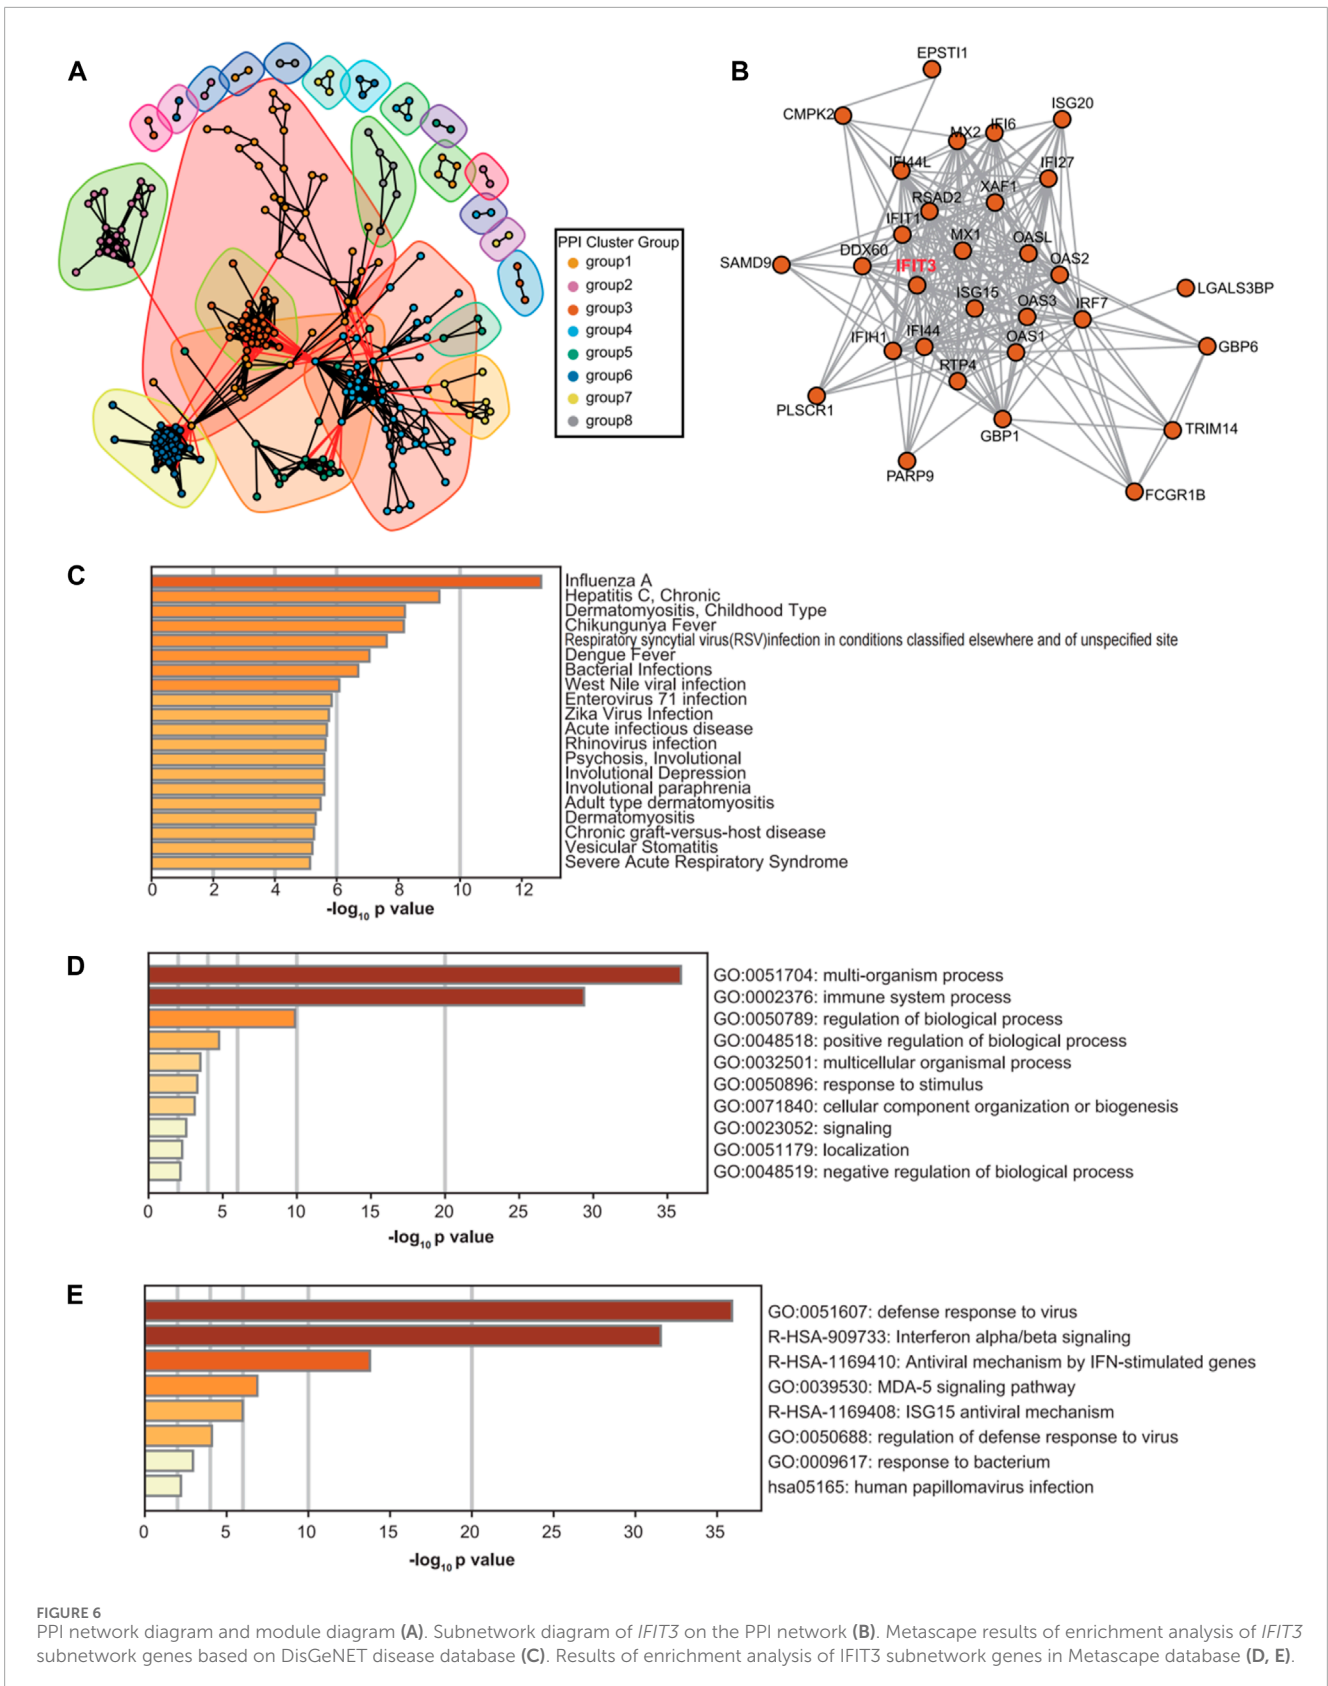 A
B
PPI Cluster Group
group1
group2
group3
group4
group5
group6
group7
group8
EPSTI1
CMPK2
ISG20
MX2
IFI6
IFI44L
IFI27
XAF1
RSAD2
IFIT1
MX1
OASL
DDX60
OAS2
SAMD9
IFIT3
LGALS3BP
ISG15
OAS3
IRF7
IFIH1
IFI44
OAS1
GBP6
RTP4
PLSCR1
GBP1
TRIM14
PARP9
FCGR1B
C
Influenza A
Hepatitis C, Chronic
Dermatomyositis, Childhood Type
Chikungunya Fever
Respiratory syncytial virus(RSV)infection in conditions classified elsewhere and of unspecified site
Dengue Fever
Bacterial Infections
West Nile viral infection
Enterovirus 71 infection
Zika Virus Infection
Acute infectious disease
Rhinovirus infection
Psychosis, Involutional
Involutional Depression
Involutional paraphrenia
Adult type dermatomyositis
Dermatomyositis
Chronic graft-versus-host disease
Vesicular Stomatitis
Severe Acute Respiratory Syndrome
0 2 4 6 8 10 12
-log10 p value
D
GO:0051704: multi-organism process
GO:0002376: immune system process
GO:0050789: regulation of biological process
GO:0048518: positive regulation of biological process
GO:0032501: multicellular organismal process
GO:0050896: response to stimulus
GO:0071840: cellular component organization or biogenesis
GO:0023052: signaling
GO:0051179: localization
GO:0048519: negative regulation of biological process
0 5 10 15 20 25 30 35
-log10 p value
E
GO:0051607: defense response to virus
R-HSA-909733: Interferon alpha/beta signaling
R-HSA-1169410: Antiviral mechanism by IFN-stimulated genes
GO:0039530: MDA-5 signaling pathway
R-HSA-1169408: ISG15 antiviral mechanism
GO:0050688: regulation of defense response to virus
GO:0009617: response to bacterium
hsa05165: human papillomavirus infection
0 5 10 15 20 25 30 35
-log10 p value
FIGURE 6
PPI network diagram and module diagram (A). Subnetwork diagram of IFIT3 on the PPI network (B). Metascape results of enrichment analysis of IFIT3
subnetwork genes based on DisGeNET disease database (C). Results of enrichment analysis of IFIT3 subnetwork genes in Metascape database (D, E).